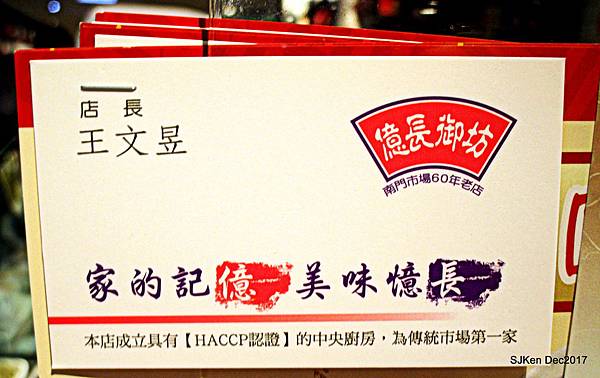 店長
王文昱
億長御坊
南門市場60年老店
家的記億 美味憶長
本店成立具有【HACCP認證】的中央廚房，為傳統市場第一家
SJKen Dec2017